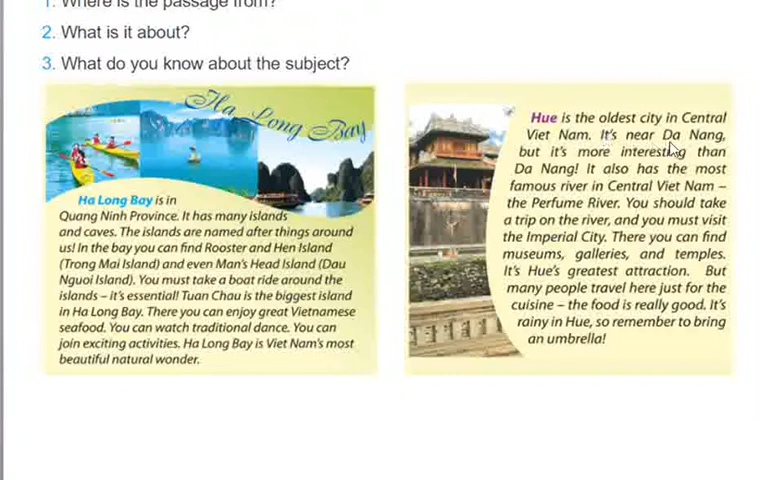 1. Where is the passage from?
2. What is it about?
3. What do you know about the subject?
Ha Long Bay
Ha Long Bay is in
Quang Ninh Province. It has many islands
and caves. The islands are named after things around
us! In the bay you can find Rooster and Hen Island
(Trong Mai Island) and even Man's Head Island (Dau
Nguoi Island). You must take a boat ride around the
islands – it's essential! Tuan Chau is the biggest island
in Ha Long Bay. There you can enjoy great Vietnamese
seafood. You can watch traditional dance. You can
join exciting activities. Ha Long Bay is Viet Nam's most
beautiful natural wonder.
Hue is the oldest city in Central
Viet Nam. It's near Da Nang,
but it's more interesting than
Da Nang! It also has the most
famous river in Central Viet Nam –
the Perfume River. You should take
a trip on the river, and you must visit
the Imperial City. There you can find
museums, galleries, and temples.
It's Hue's greatest attraction. But
many people travel here just for the
cuisine – the food is really good. It's
rainy in Hue, so remember to bring
an umbrella!